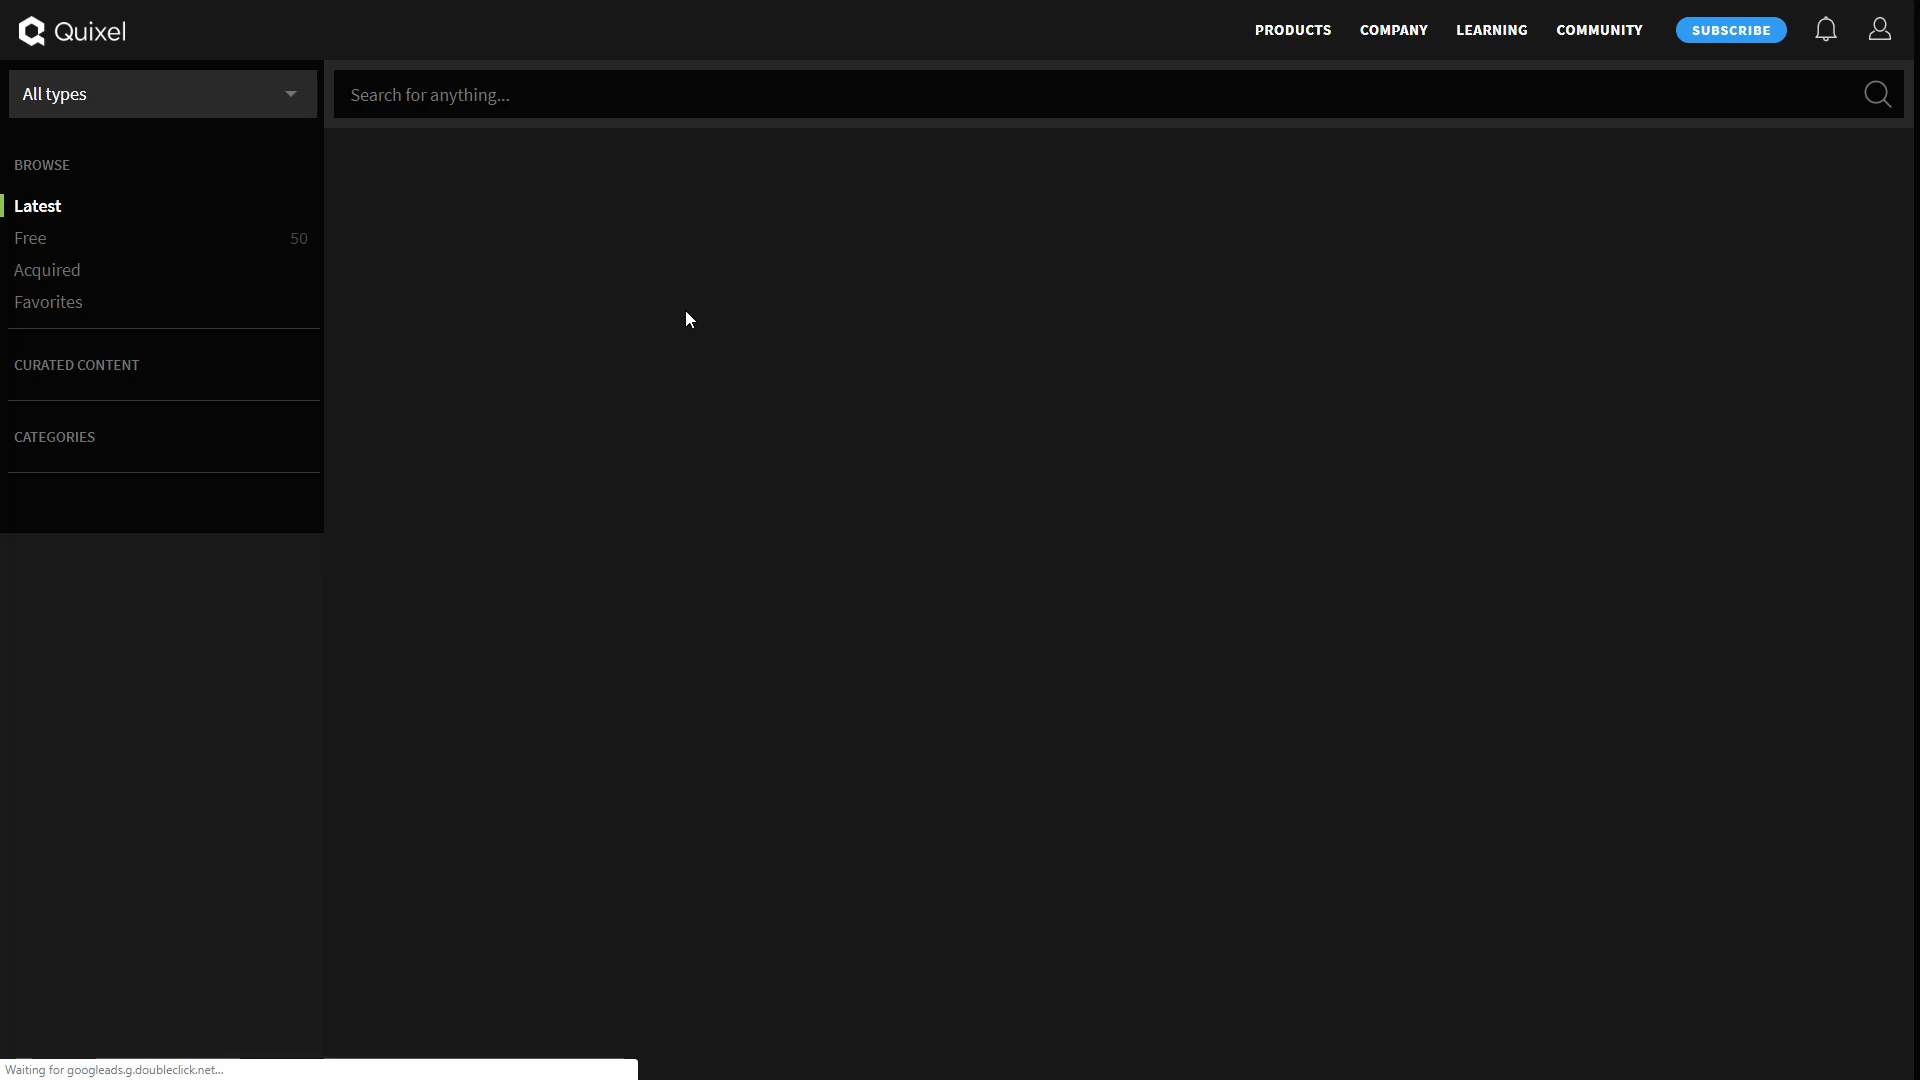 Quixel
PRODUCTS COMPANY LEARNING COMMUNITY SUBSCRIBE
All types
Search for anything...
BROWSE
Latest
Free 50
Acquired
Favorites
CURATED CONTENT
CATEGORIES
Waiting for googleads.g.doubleclick.net...